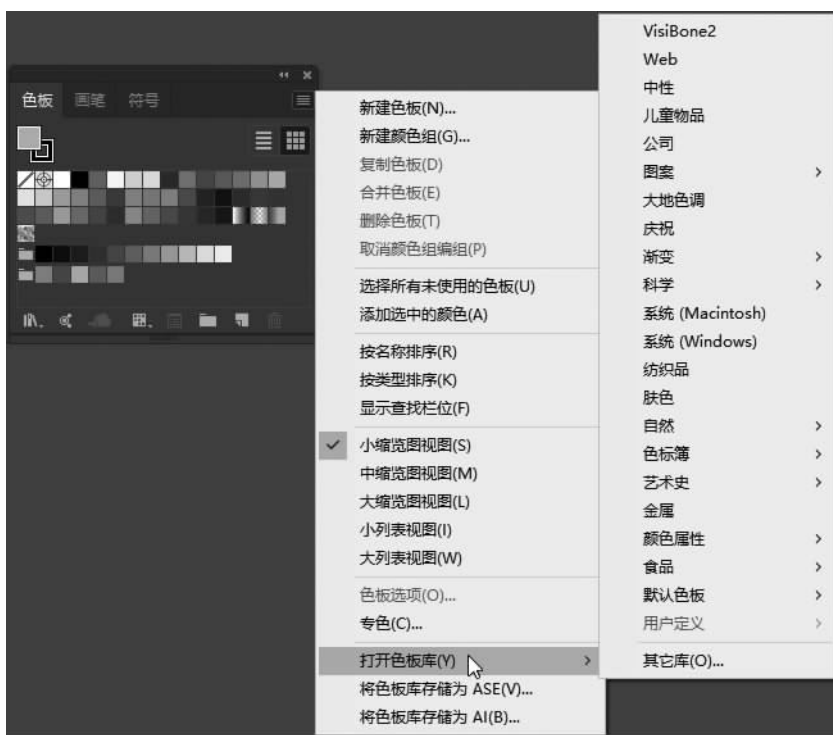 色板 画笔 符号
新建色板(N)...
新建颜色组(G)...
复制色板(D)
合并色板(E)
删除色板(T)
取消颜色组编组(P)
选择所有未使用的色板(U)
添加选中的颜色(A)
按名称排序(R)
按类型排序(K)
显示查找栏位(F)
小缩览图视图(S)
中缩览图视图(M)
大缩览图视图(L)
小列表视图(I)
大列表视图(W)
色板选项(O)...
专色(C)...
打开色板库(Y)
将色板库存储为 ASE(V)...
将色板库存储为 AI(B)...
VisiBone2
Web
中性
儿童物品
公司
图案
大地色调
庆祝
渐变
科学
系统 (Macintosh)
系统 (Windows)
纺织品
肤色
自然
色标簿
艺术史
金属
颜色属性
食品
默认色板
用户定义
其它库(O)...